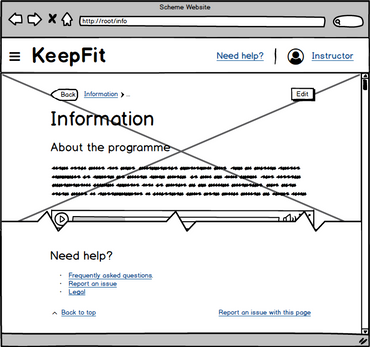 Scheme Website
http://root/info
KeepFit
Need help?
Instructor
Back
Information
...
Edit
Information
About the programme
Need help?
Frequently asked questions
Report an issue
Legal
Back to top
Report an issue with this page